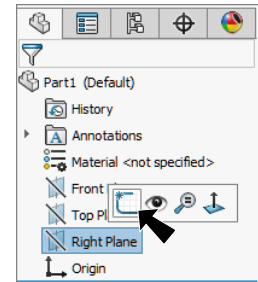 Part1 (Default)
History
Annotations
Material <not specified>
Front
Top Pl
Right Plane
Origin